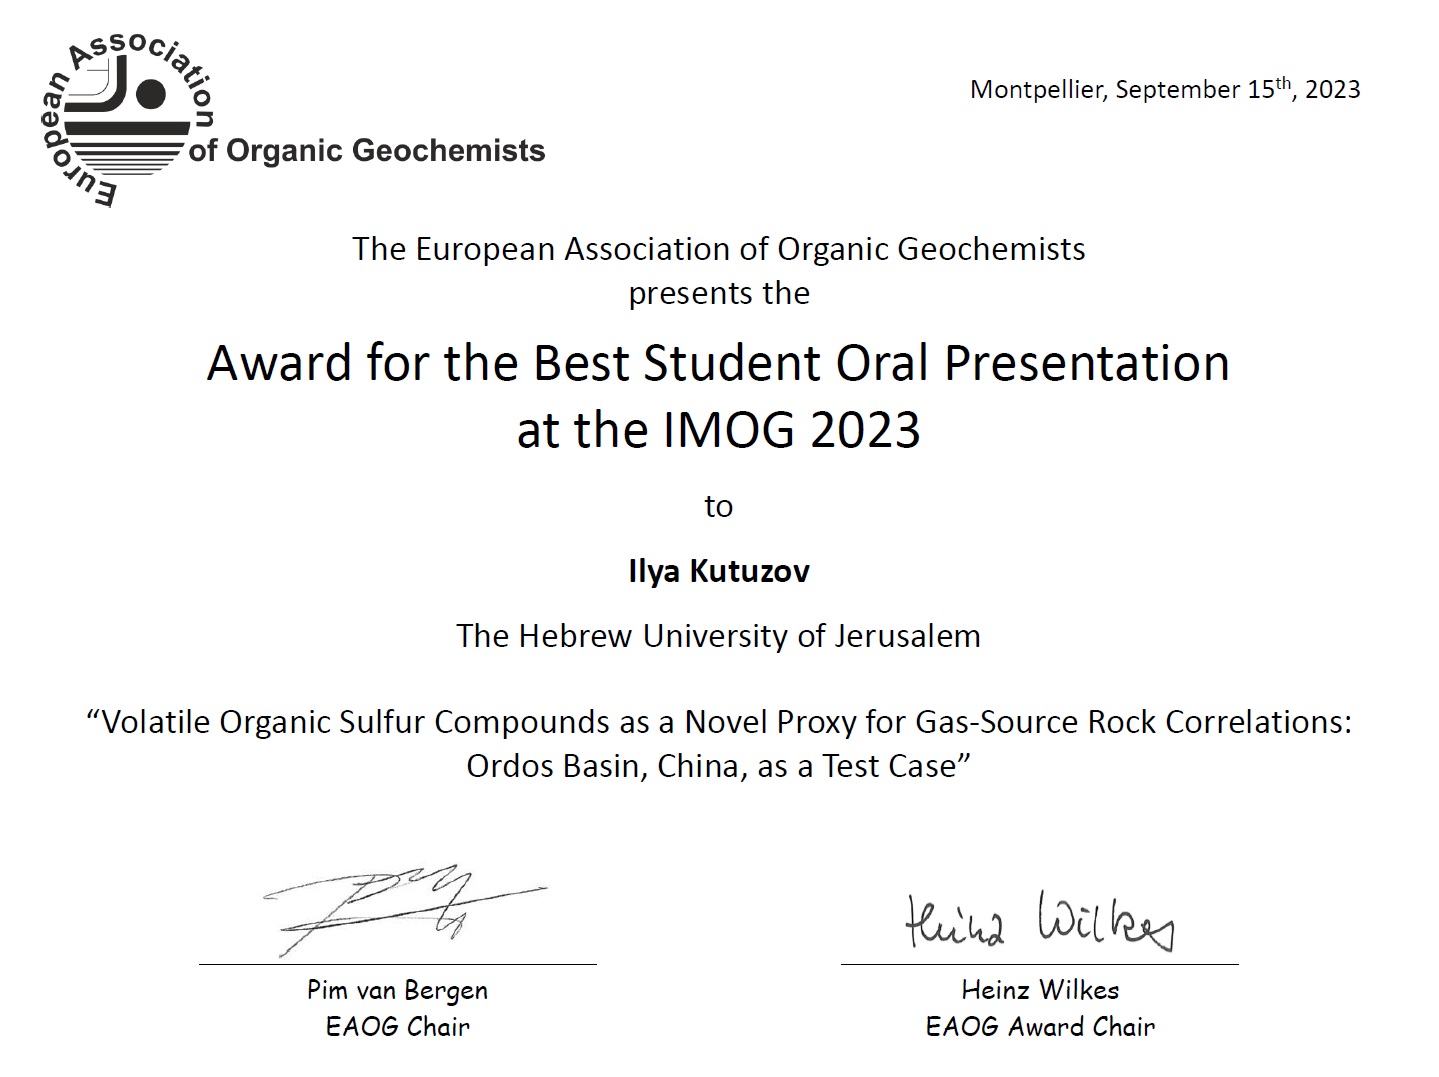 European Association
of Organic Geochemists
Montpellier, September 15th, 2023
The European Association of Organic Geochemists
presents the
Award for the Best Student Oral Presentation
at the IMOG 2023
to
Ilya Kutuzov
The Hebrew University of Jerusalem
“Volatile Organic Sulfur Compounds as a Novel Proxy for Gas-Source Rock Correlations:
Ordos Basin, China, as a Test Case”
Heinz Wilkes
Pim van Bergen
EAOG Chair
Heinz Wilkes
EAOG Award Chair